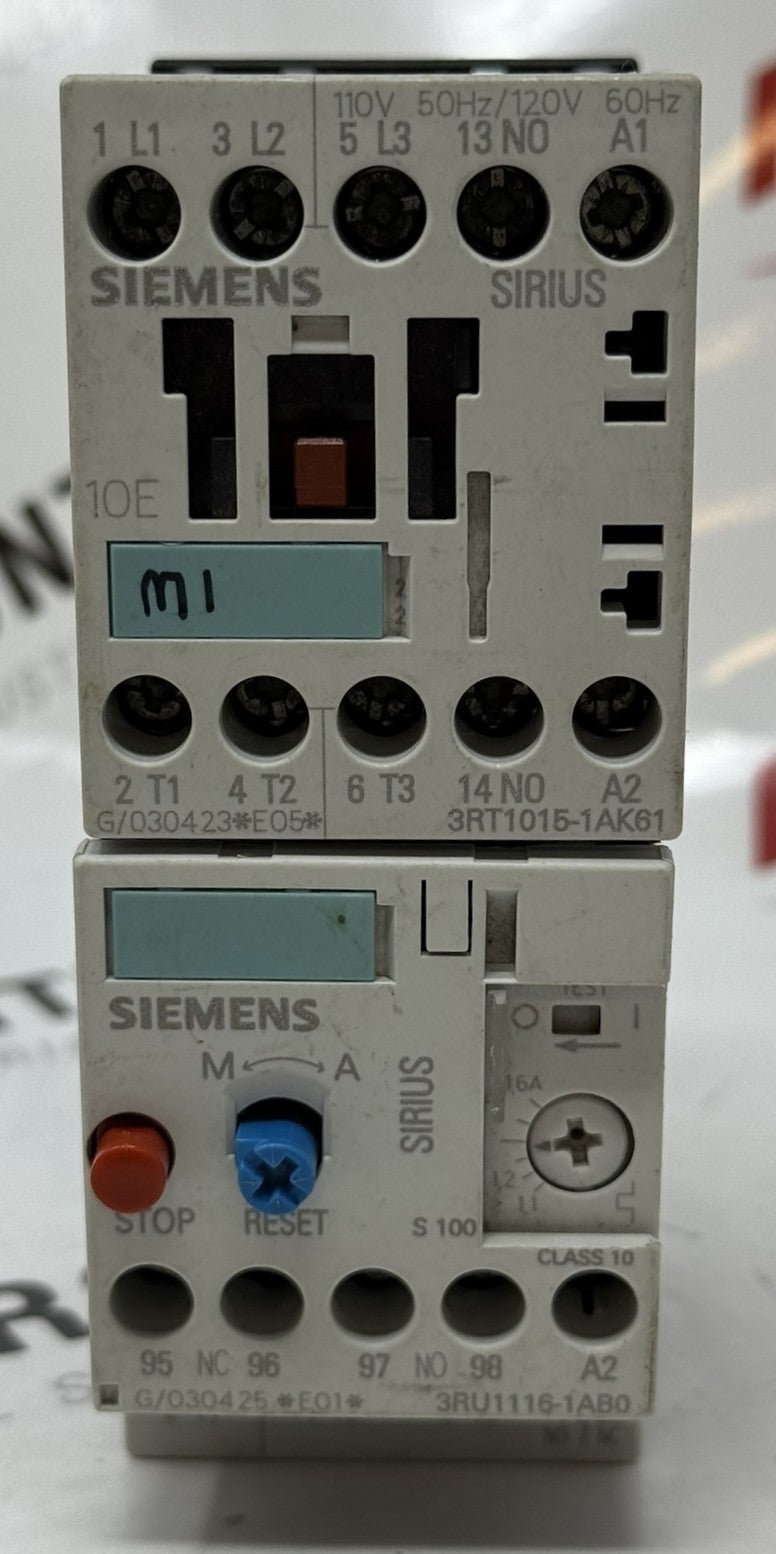 110V 50Hz/120V 60Hz
1 L1 3 L2 5 L3 13 NO A1
SIEMENS SIRIUS
10E
M1
2
2
2 T1 4 T2 6 T3 14 NO A2
G/030423*E05* 3RT1015-1AK61
SIEMENS
TEST
O I
M A
SIRIUS
1,6A
1,2
1,1
STOP RESET S 100
CLASS 10
95 NC 96 97 NO 98 A2
G/030425 *E01* 3RU1116-1AB0